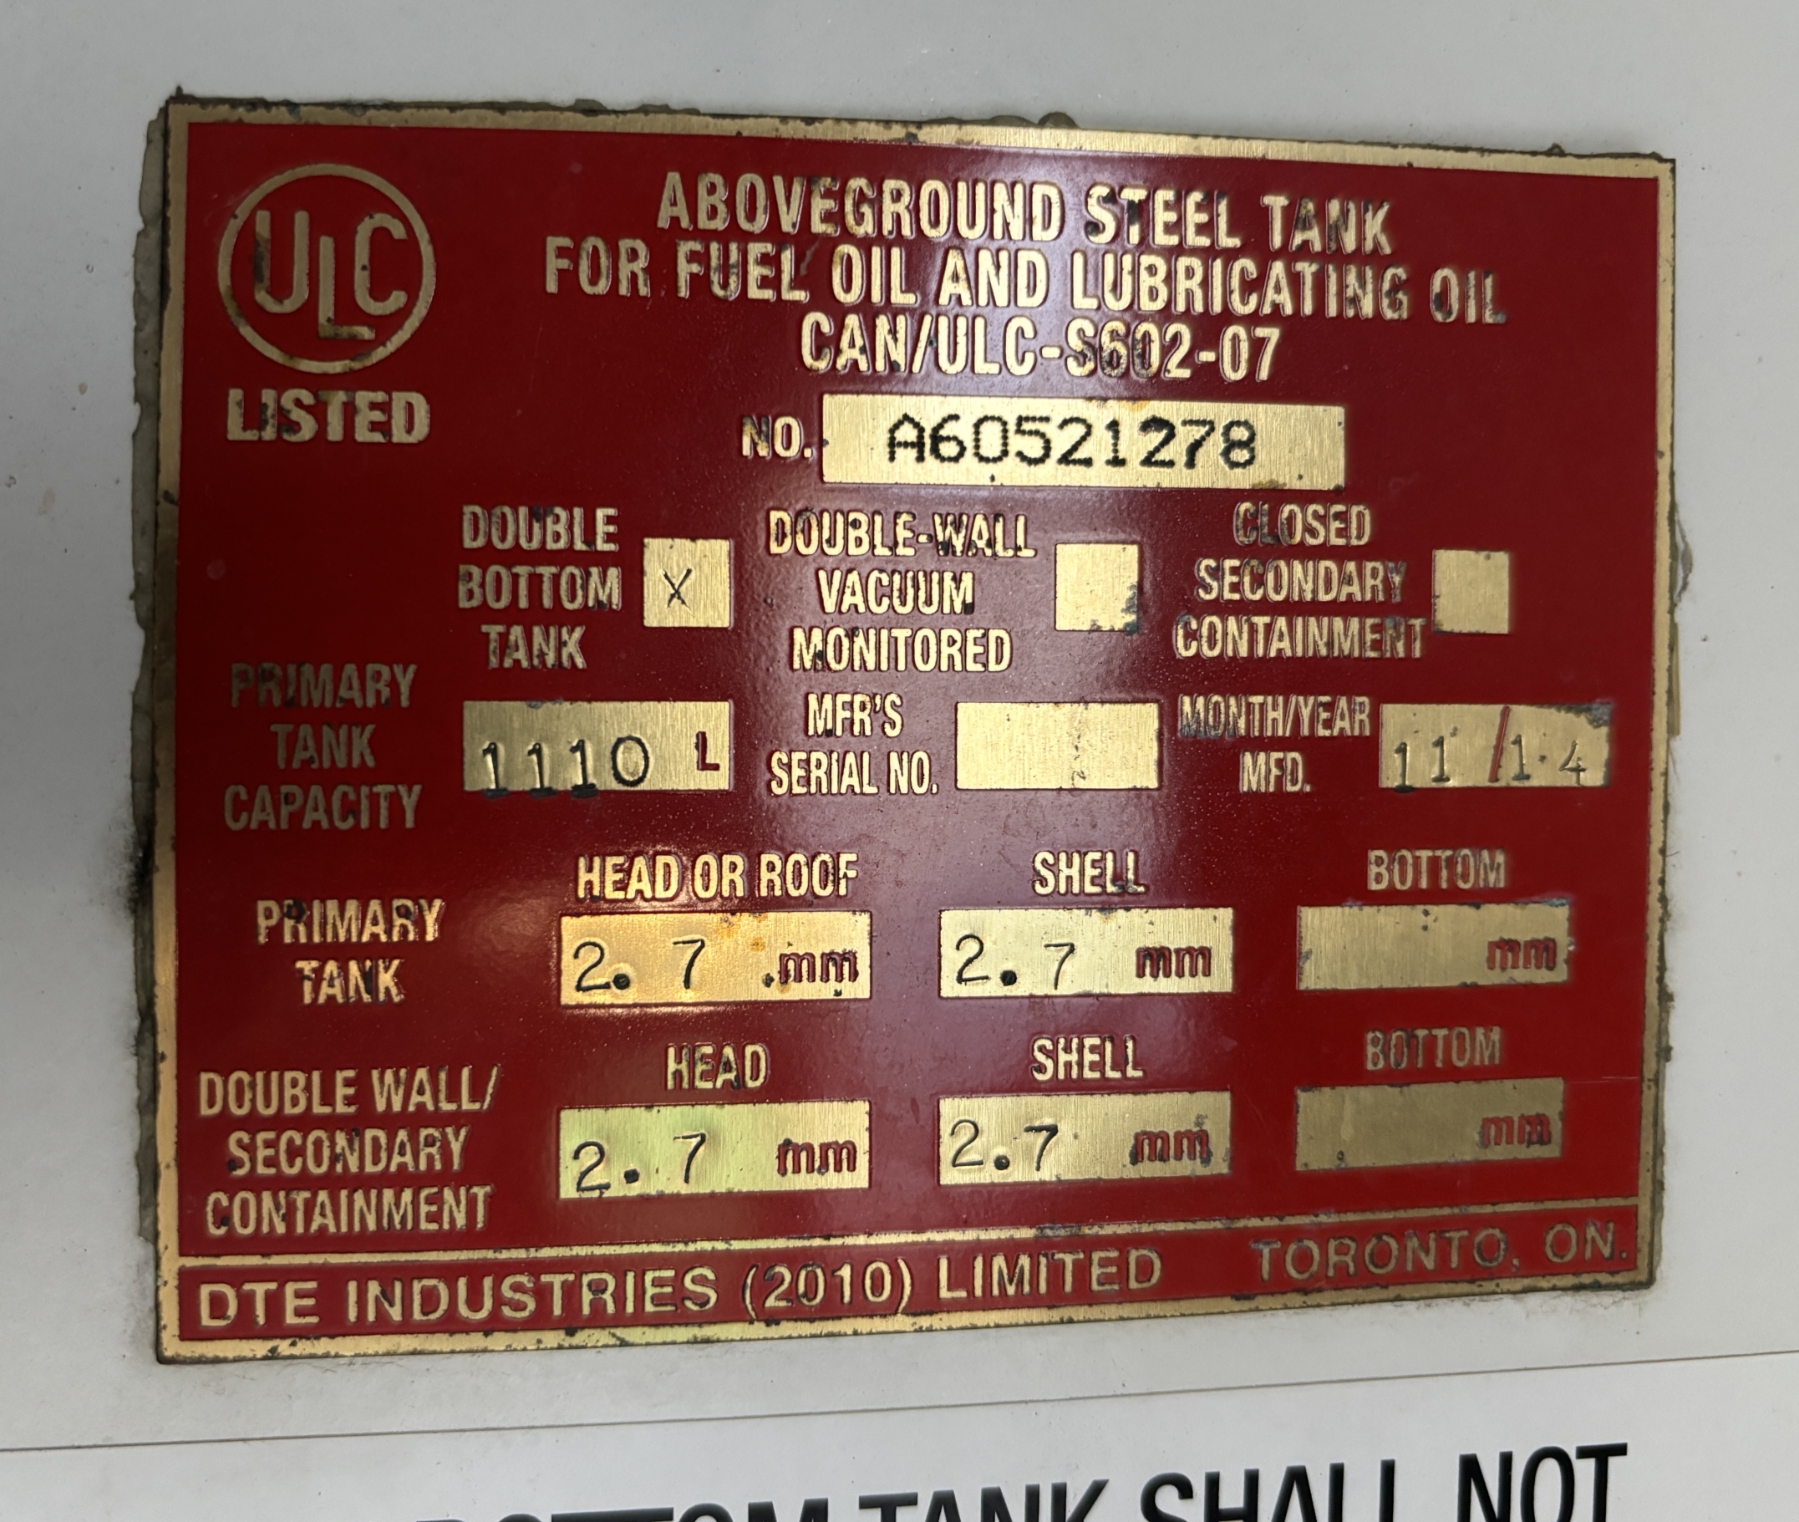 ULC
LISTED
ABOVEGROUND STEEL TANK
FOR FUEL OIL AND LUBRICATING OIL
CAN/ULC-S602-07
NO. A60521278
DOUBLE
BOTTOM X
TANK
DOUBLE-WALL
VACUUM
MONITORED
CLOSED
SECONDARY
CONTAINMENT
PRIMARY
TANK
CAPACITY
1110 L
MFR'S
SERIAL NO.
MONTH/YEAR
MFD.
11/14
HEAD OR ROOF SHELL BOTTOM
PRIMARY
TANK
2.7 mm 2.7 mm mm
HEAD SHELL BOTTOM
DOUBLE WALL/
SECONDARY
CONTAINMENT
2.7 mm 2.7 mm mm
DTE INDUSTRIES (2010) LIMITED TORONTO, ON.
BOTTOM TANK SHALL NOT